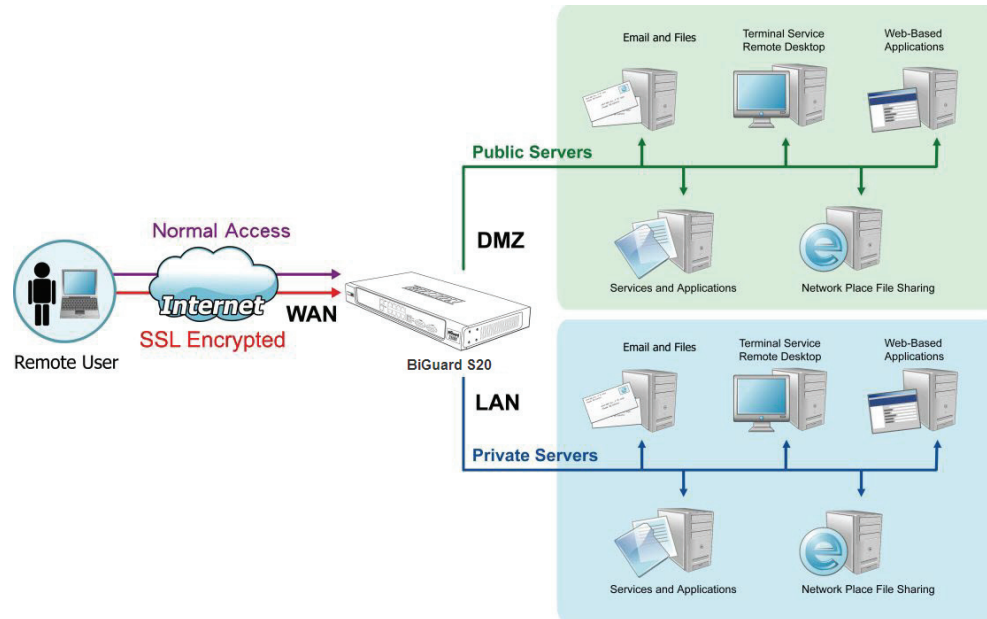 Email and Files
Terminal Service
Remote Desktop
Web-Based
Applications
Public Servers
Normal Access
DMZ
Internet
WAN
SSL Encrypted
Services and Applications
Network Place File Sharing
Remote User
BiGuard S20
LAN
Email and Files
Terminal Service
Remote Desktop
Web-Based
Applications
Private Servers
Services and Applications
Network Place File Sharing